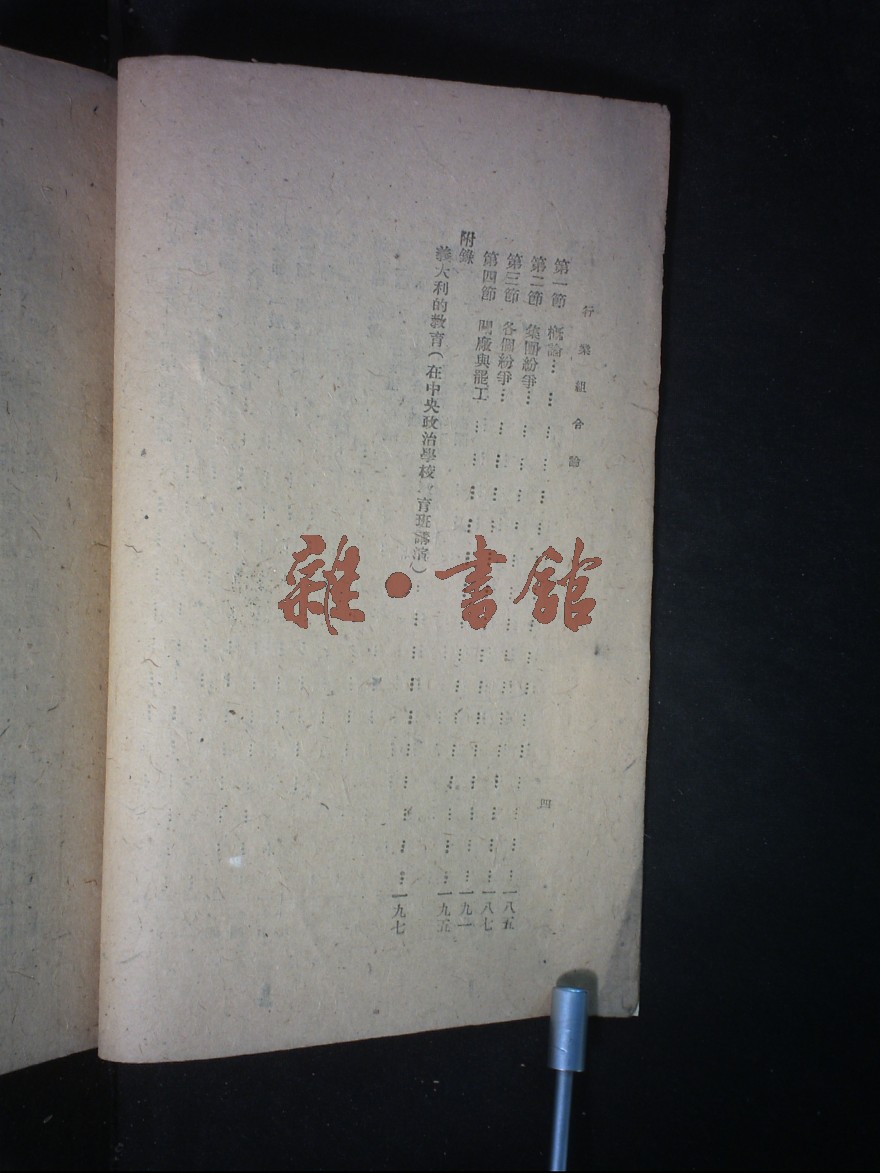 行業組合論
四
第一節 概論……………………………一八五
第二節 集團紛爭……………………………一八七
第三節 各個紛爭……………………………一九一
第四節 閉廠與罷工……………………………一九五
附錄
義大利的教育(在中央政治學校 育班講演)……………………………一九七
雜·書館